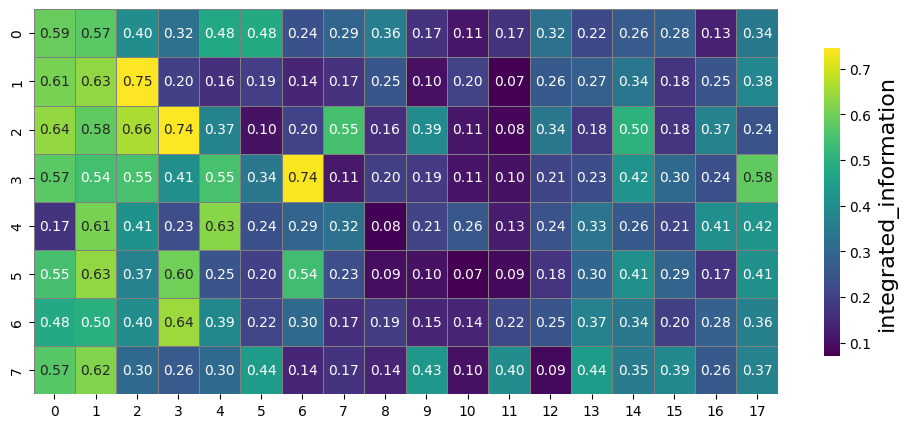 0 0.59 0.57 0.40 0.32 0.48 0.48 0.24 0.29 0.36 0.17 0.11 0.17 0.32 0.22 0.26 0.28 0.13 0.34
1 0.61 0.63 0.75 0.20 0.16 0.19 0.14 0.17 0.25 0.10 0.20 0.07 0.26 0.27 0.34 0.18 0.25 0.38
2 0.64 0.58 0.66 0.74 0.37 0.10 0.20 0.55 0.16 0.39 0.11 0.08 0.34 0.18 0.50 0.18 0.37 0.24
3 0.57 0.54 0.55 0.41 0.55 0.34 0.74 0.11 0.20 0.19 0.11 0.10 0.21 0.23 0.42 0.30 0.24 0.58
4 0.17 0.61 0.41 0.23 0.63 0.24 0.29 0.32 0.08 0.21 0.26 0.13 0.24 0.33 0.26 0.21 0.41 0.42
5 0.55 0.63 0.37 0.60 0.25 0.20 0.54 0.23 0.09 0.10 0.07 0.09 0.18 0.30 0.41 0.29 0.17 0.41
6 0.48 0.50 0.40 0.64 0.39 0.22 0.30 0.17 0.19 0.15 0.14 0.22 0.25 0.37 0.34 0.20 0.28 0.36
7 0.57 0.62 0.30 0.26 0.30 0.44 0.14 0.17 0.14 0.43 0.10 0.40 0.09 0.44 0.35 0.39 0.26 0.37
0 1 2 3 4 5 6 7 8 9 10 11 12 13 14 15 16 17
0.7
0.6
0.5
0.4
0.3
0.2
0.1
integrated_information